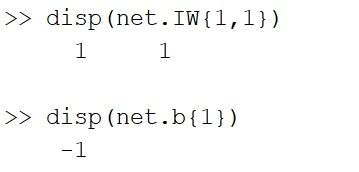 >> disp(net.IW{1,1})
1 1
>> disp(net.b{1})
-1